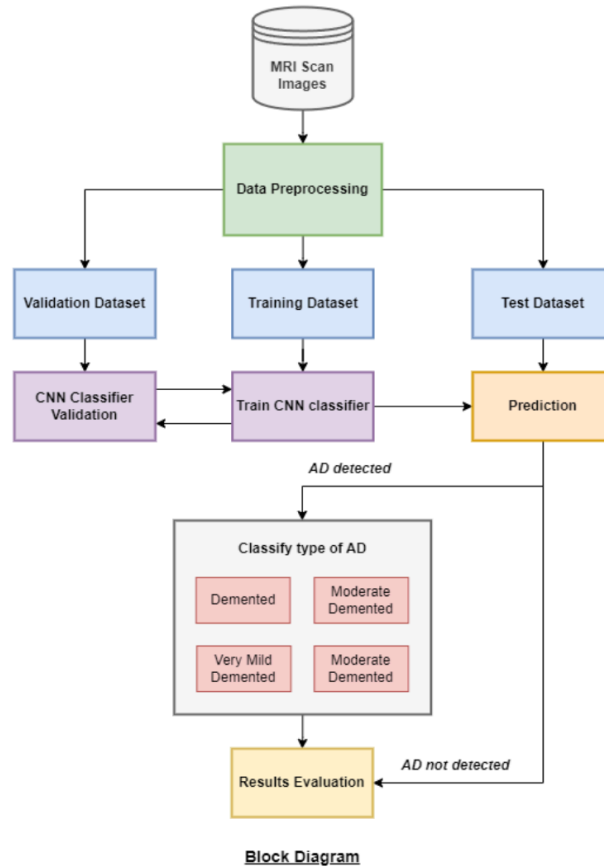 MRI Scan
Images
Data Preprocessing
Validation Dataset
Training Dataset
Test Dataset
CNN Classifier
Validation
Train CNN classifier
Prediction
AD detected
Classify type of AD
Demented
Moderate
Demented
Very Mild
Demented
Moderate
Demented
AD not detected
Results Evaluation
Block Diagram